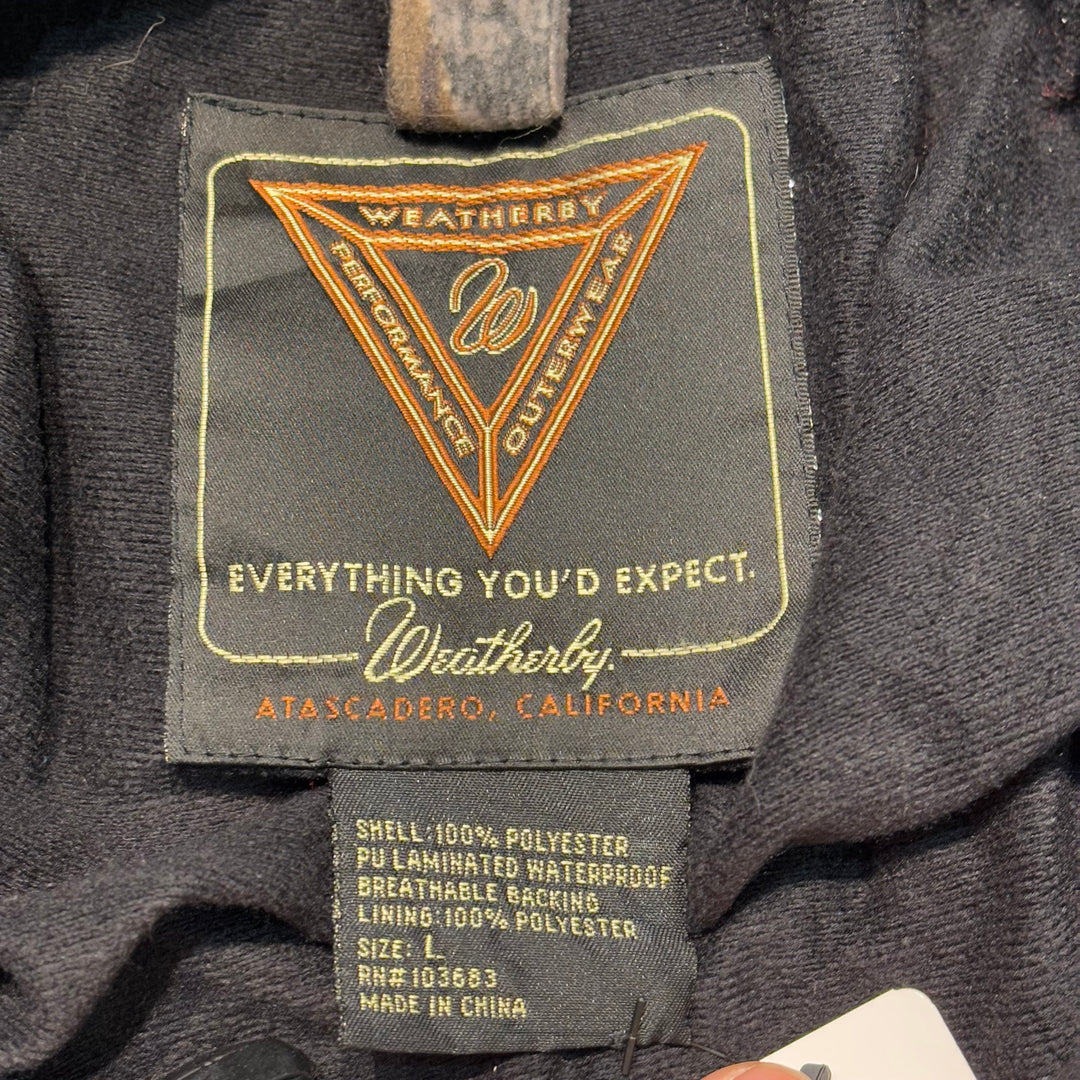 WEATHERBY
PERFORMANCE
OUTERWEAR
W
EVERYTHING YOU'D EXPECT.
Weatherby.
ATASCADERO, CALIFORNIA
SHELL:100% POLYESTER
PU LAMINATED WATERPROOF
BREATHABLE BACKING
LINING:100% POLYESTER
SIZE: L
RN# 103683
MADE IN CHINA